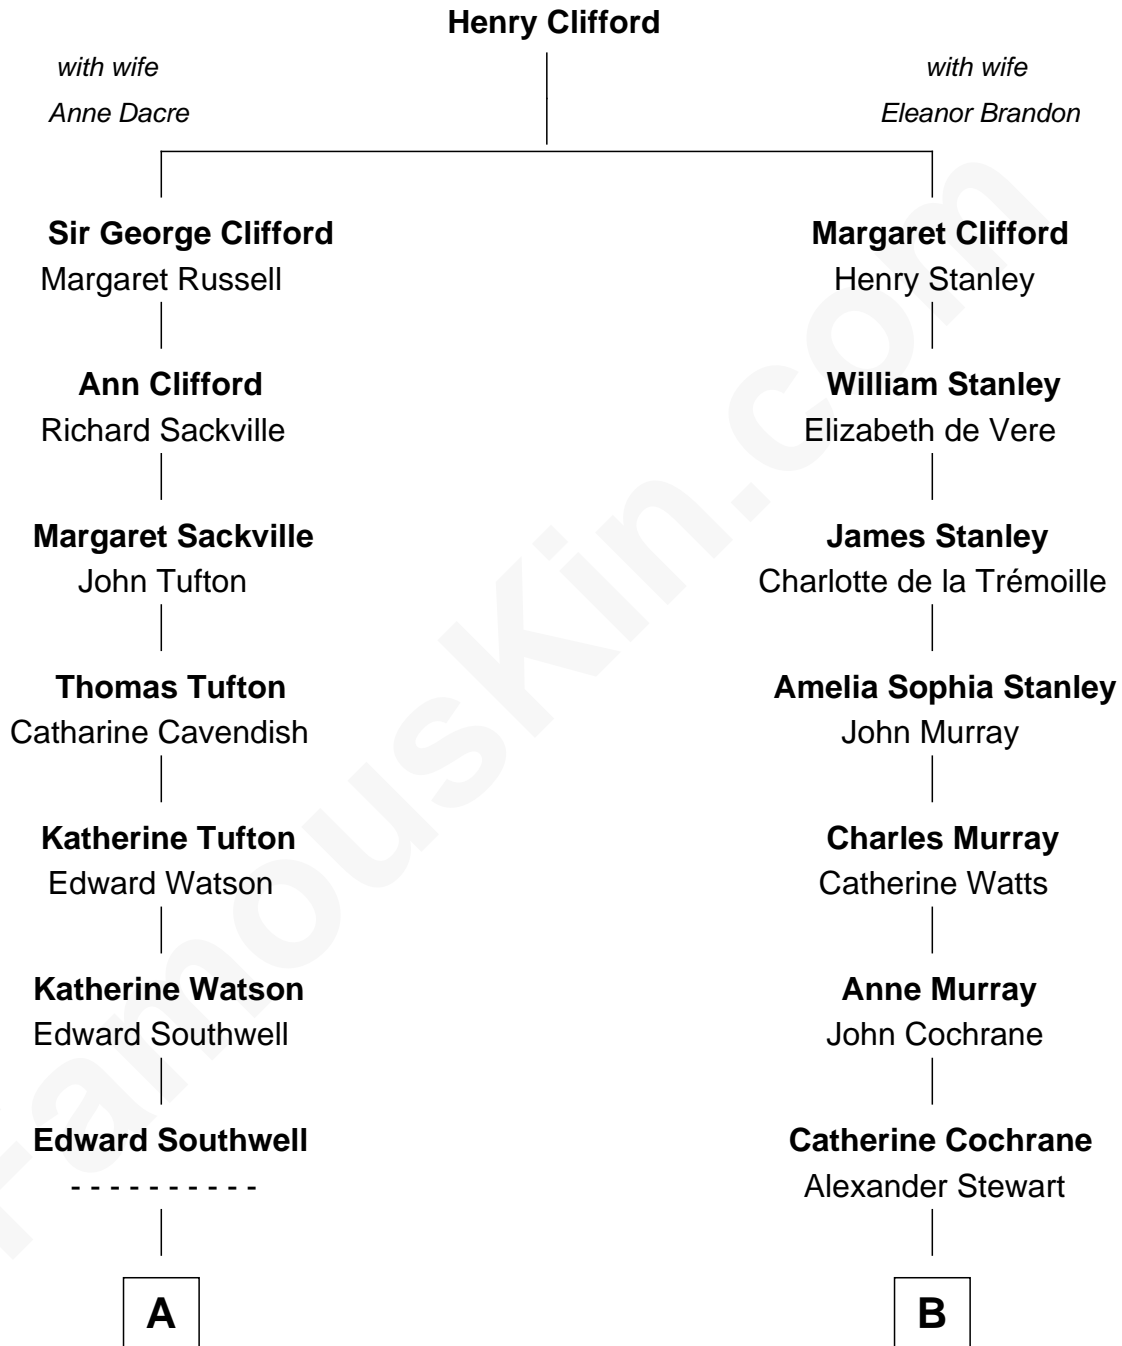 Henry Clifford
with wife
Anne Dacre
with wife
Eleanor Brandon
Sir George Clifford
Margaret Russell
Margaret Clifford
Henry Stanley
Ann Clifford
Richard Sackville
William Stanley
Elizabeth de Vere
Margaret Sackville
John Tufton
James Stanley
Charlotte de la Trémoille
Thomas Tufton
Catharine Cavendish
Amelia Sophia Stanley
John Murray
Katherine Tufton
Edward Watson
Charles Murray
Catherine Watts
Katherine Watson
Edward Southwell
Anne Murray
John Cochrane
Edward Southwell
- - - - - - - - - -
Catherine Cochrane
Alexander Stewart
A
B
FamousKin.com